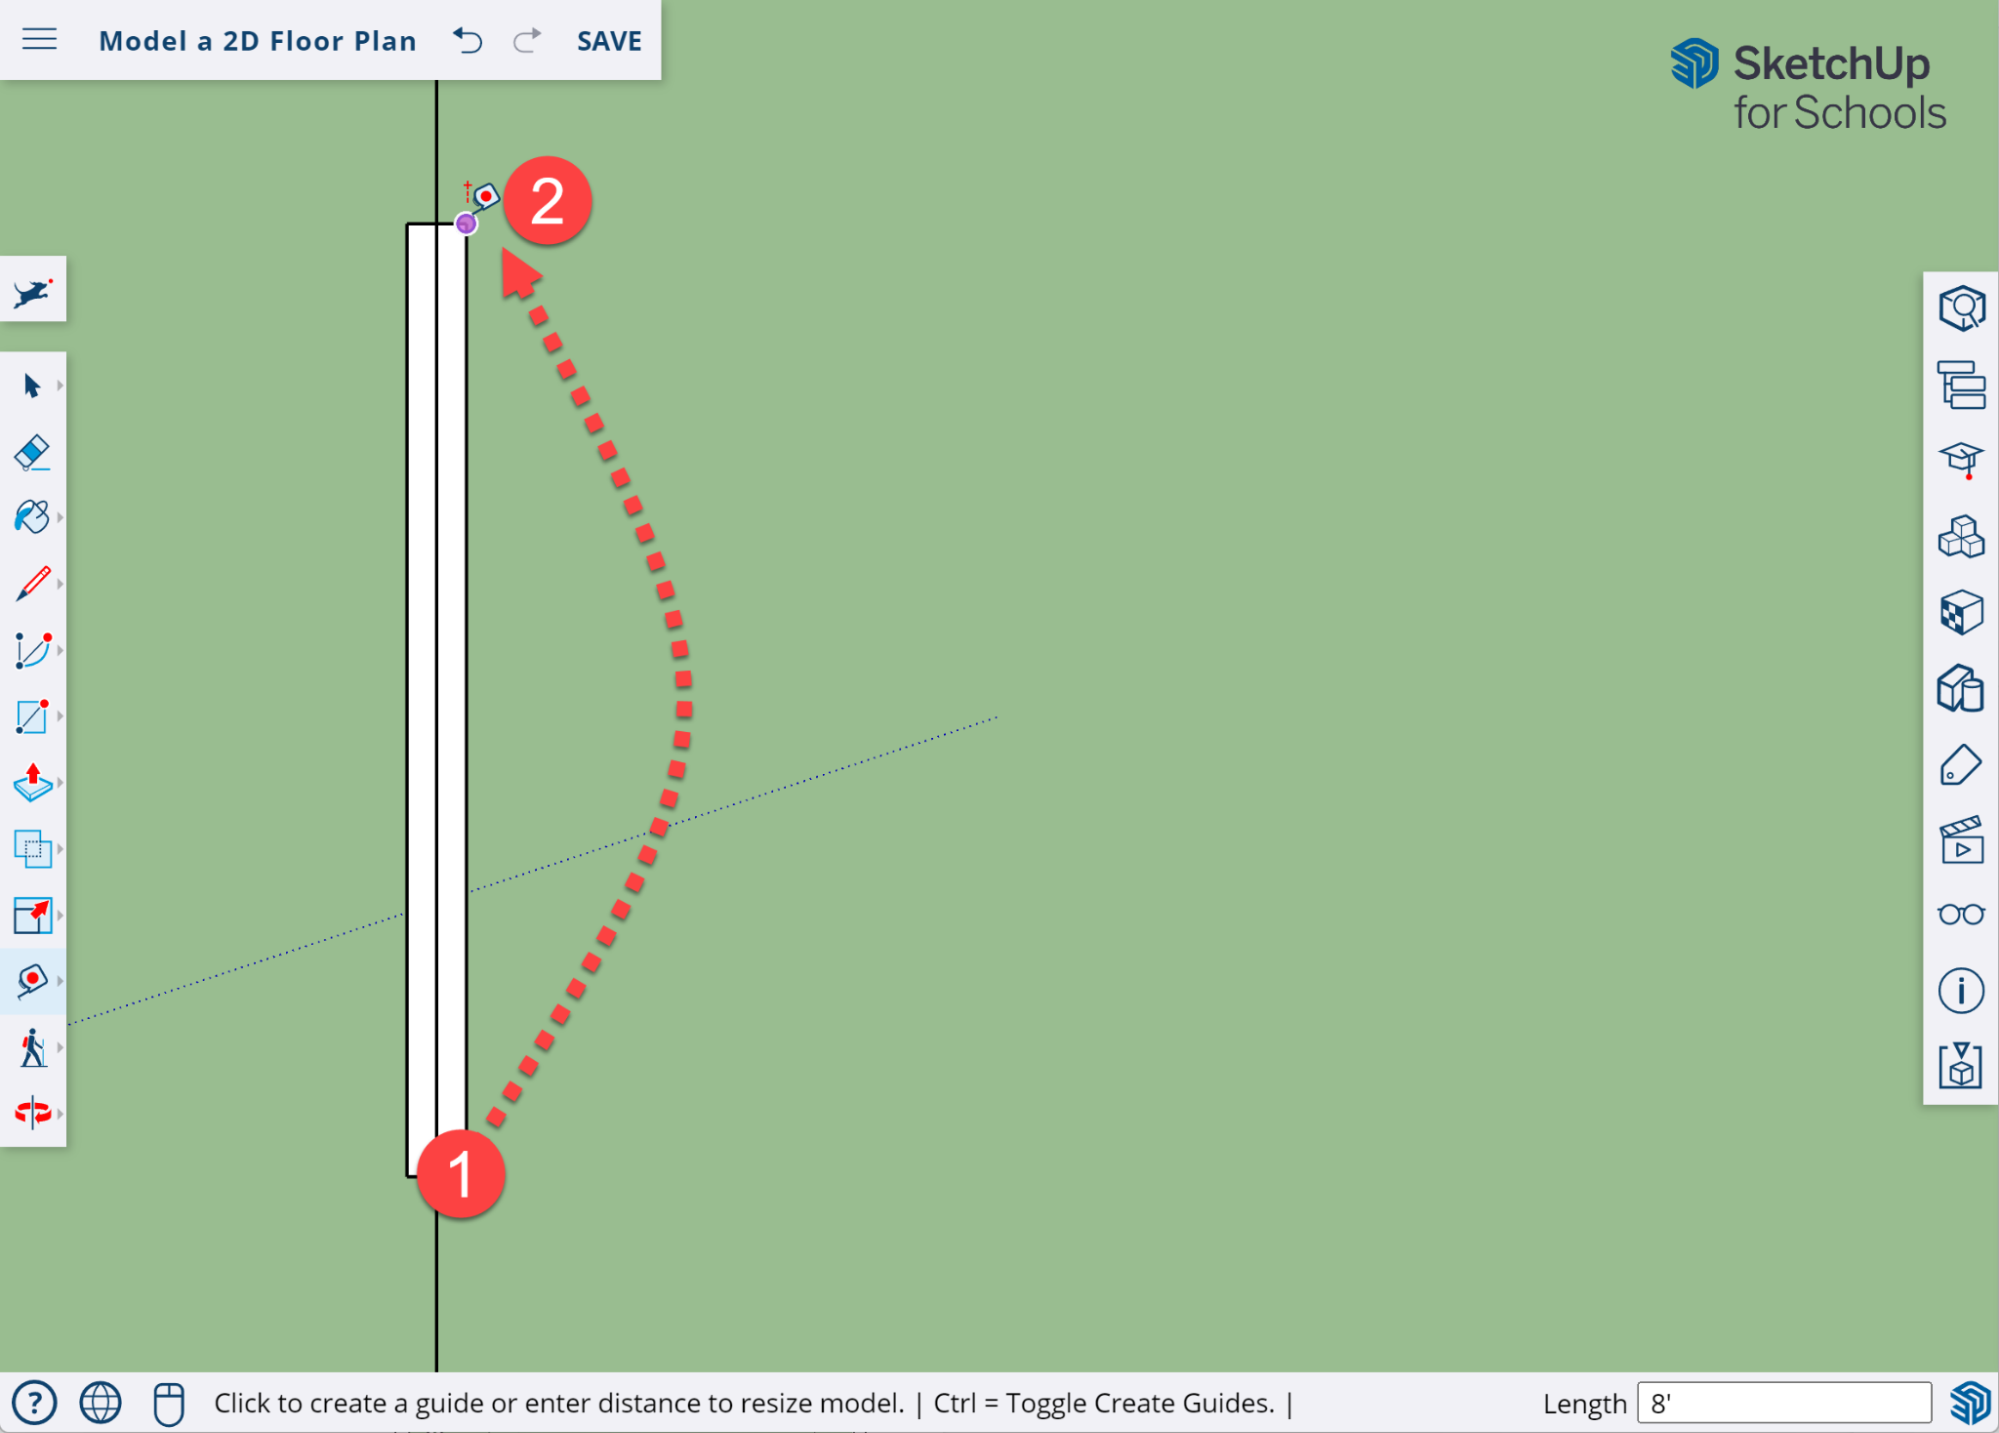 Model a 2D Floor Plan SAVE
SketchUp
for Schools
2
1
Click to create a guide or enter distance to resize model. | Ctrl = Toggle Create Guides. |
Length 8'